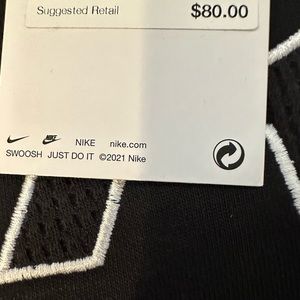 Suggested Retail $80.00
NIKE nike.com
SWOOSH JUST DO IT ©2021 Nike